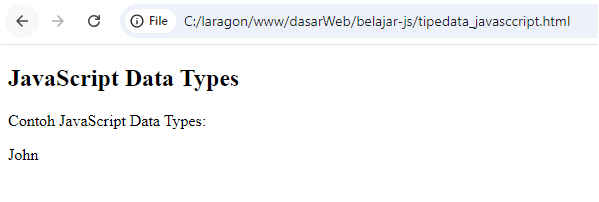 File C:/laragon/www/dasarWeb/belajar-js/tipedata_javasccript.html
JavaScript Data Types
Contoh JavaScript Data Types:
John